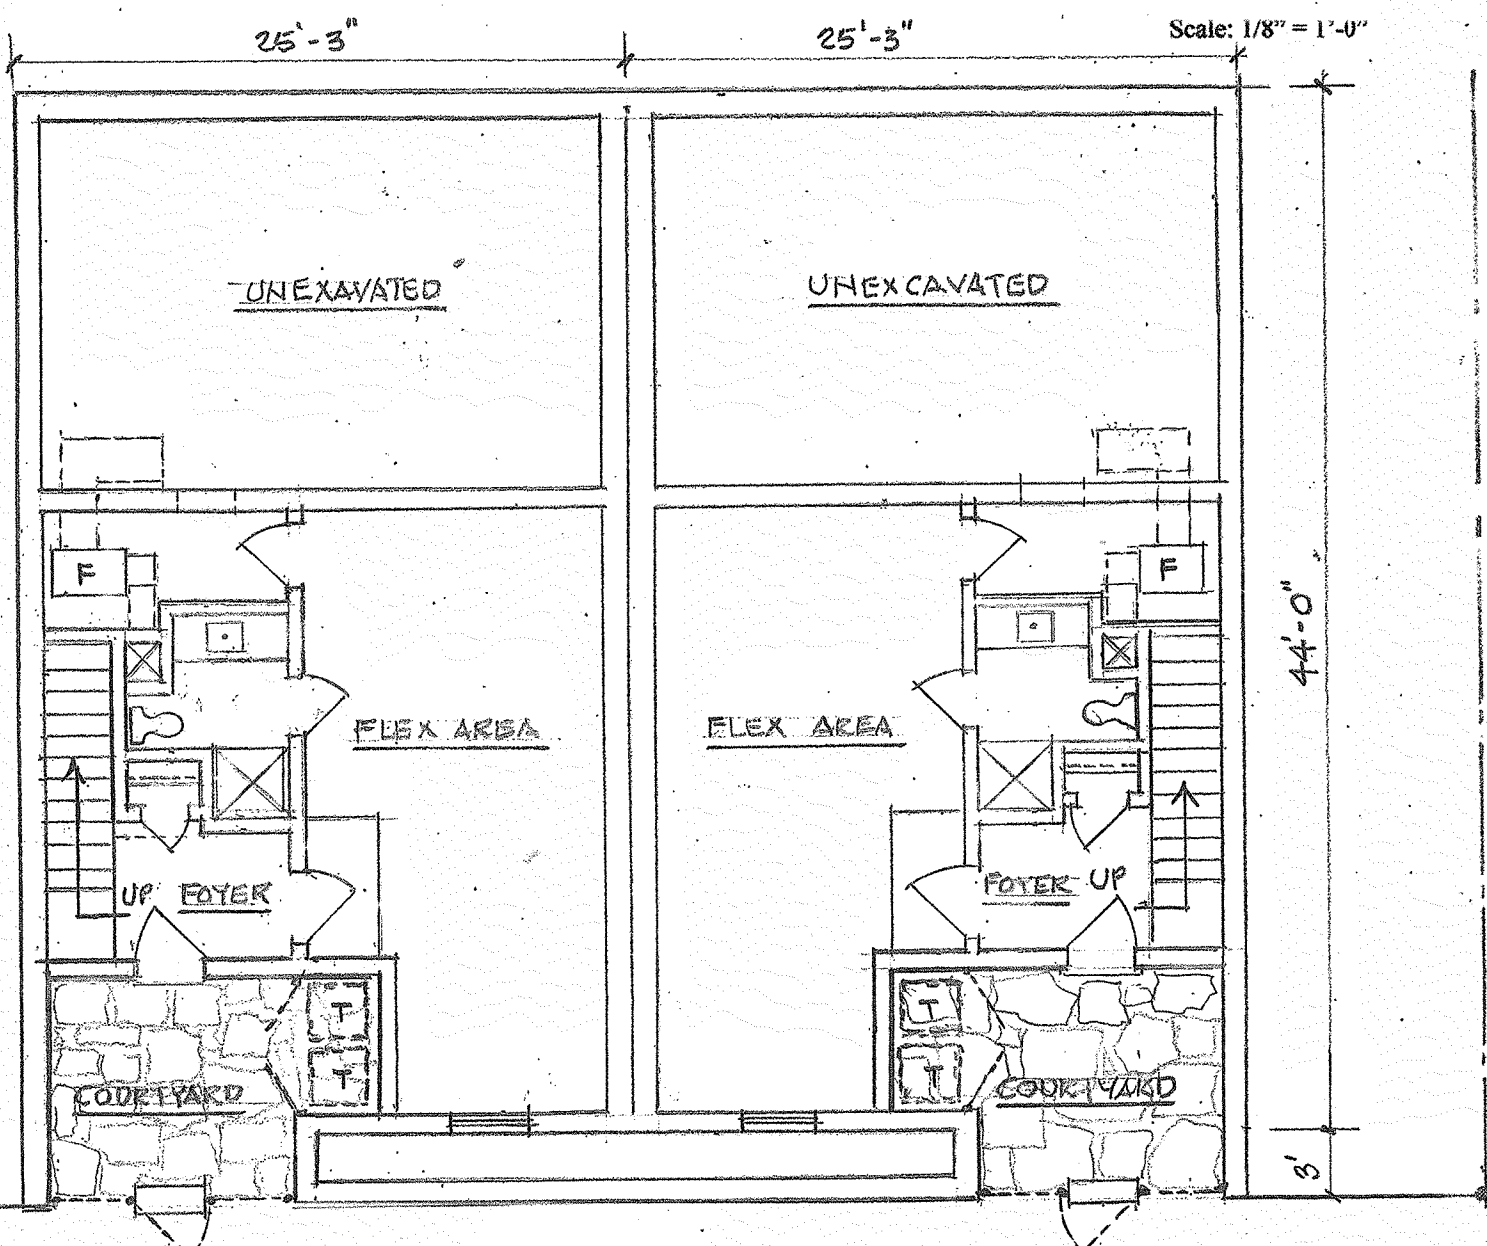 25'-3"
25'-3"
Scale: 1/8" = 1'-0"
UNEXAVATED
UNEXCAVATED
F
F
44'-0"
FLEX AREA
FLEX AREA
UP FOYER
FOYER UP
T
T
T
T
COURTYARD
COURTYARD
3'